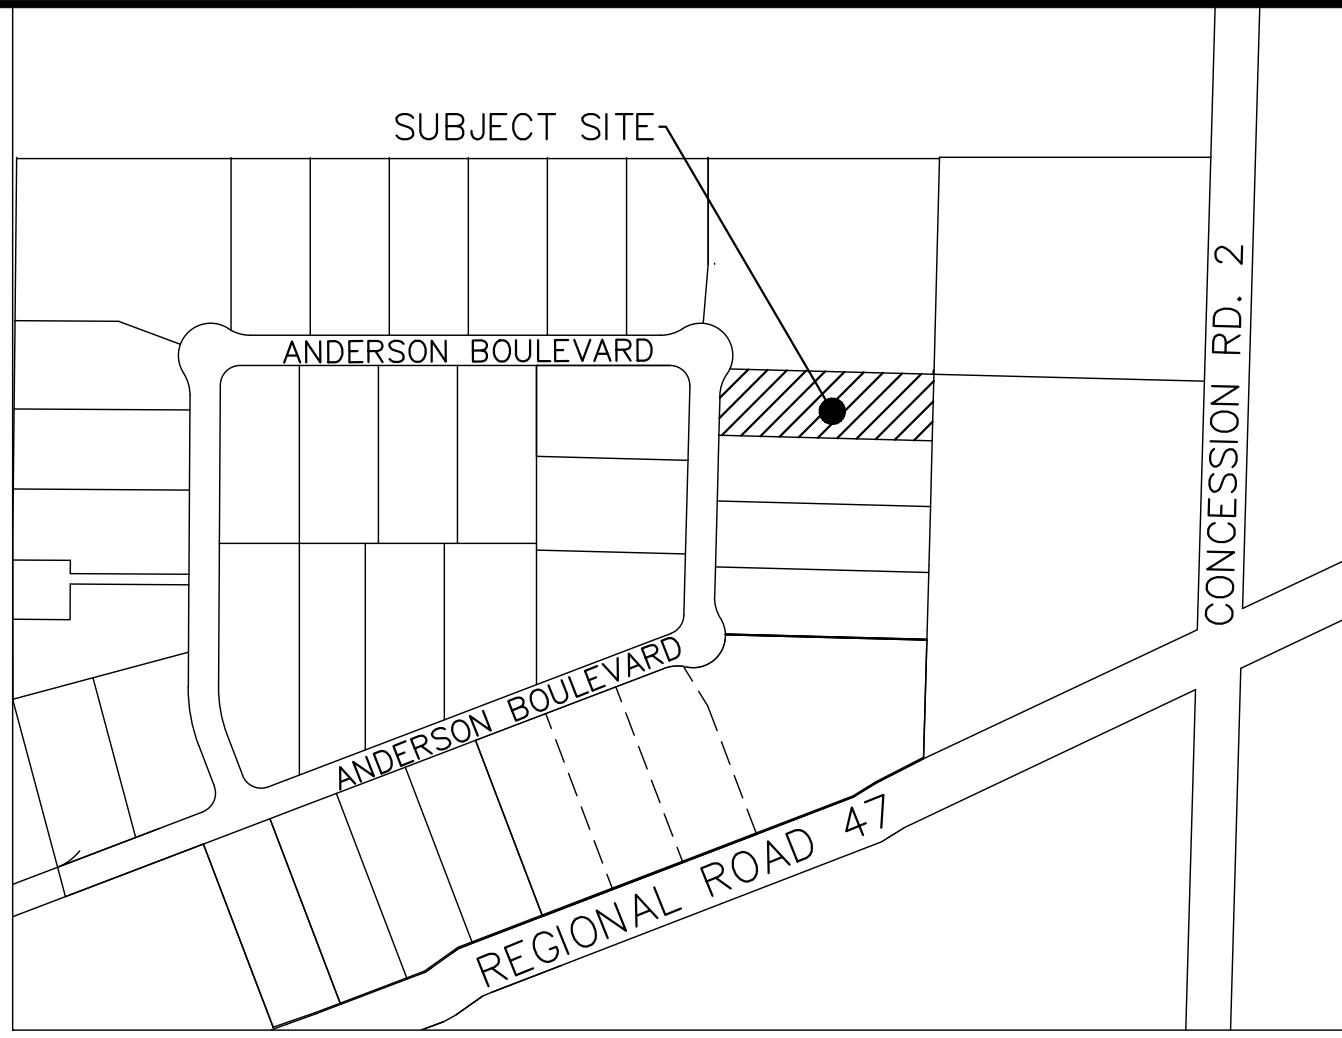 SUBJECT SITE
ANDERSON BOULEVARD
CONCESSION RD. 2
ANDERSON BOULEVARD
REGIONAL ROAD 47